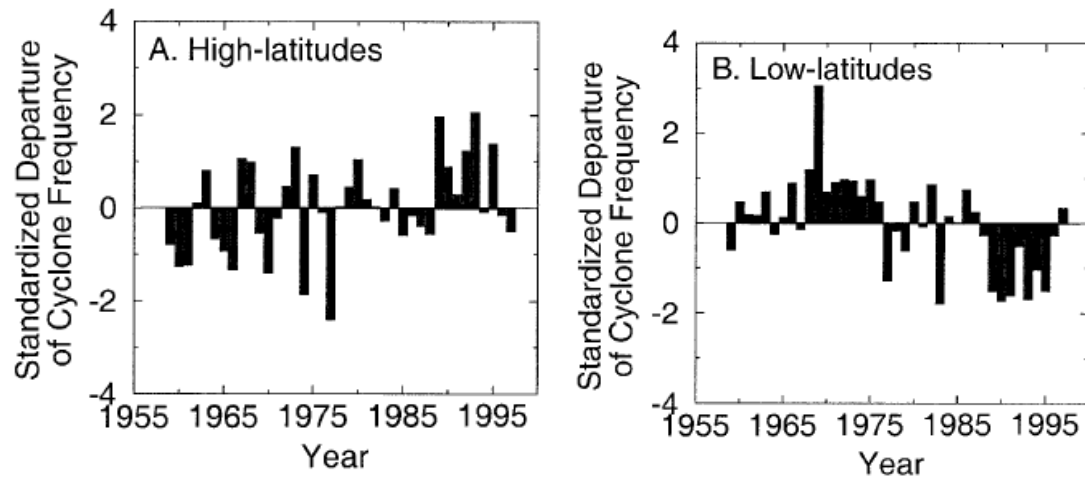 A. High-latitudes
Standardized Departure
of Cyclone Frequency
4
2
0
-2
-4
1955 1965 1975 1985 1995
Year
B. Low-latitudes
Standardized Departure
of Cyclone Frequency
4
2
0
-2
-4
1955 1965 1975 1985 1995
Year